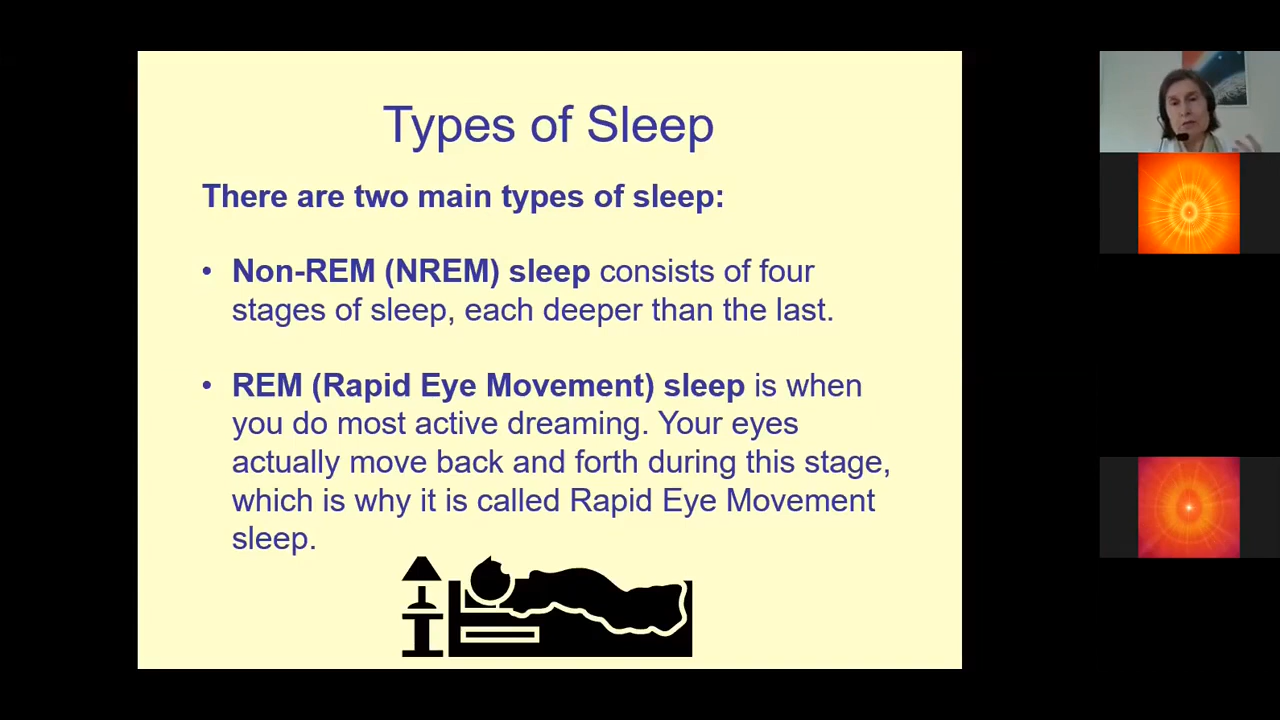 Types of Sleep
There are two main types of sleep:
• Non-REM (NREM) sleep consists of four
stages of sleep, each deeper than the last.
• REM (Rapid Eye Movement) sleep is when
you do most active dreaming. Your eyes
actually move back and forth during this stage,
which is why it is called Rapid Eye Movement
sleep.